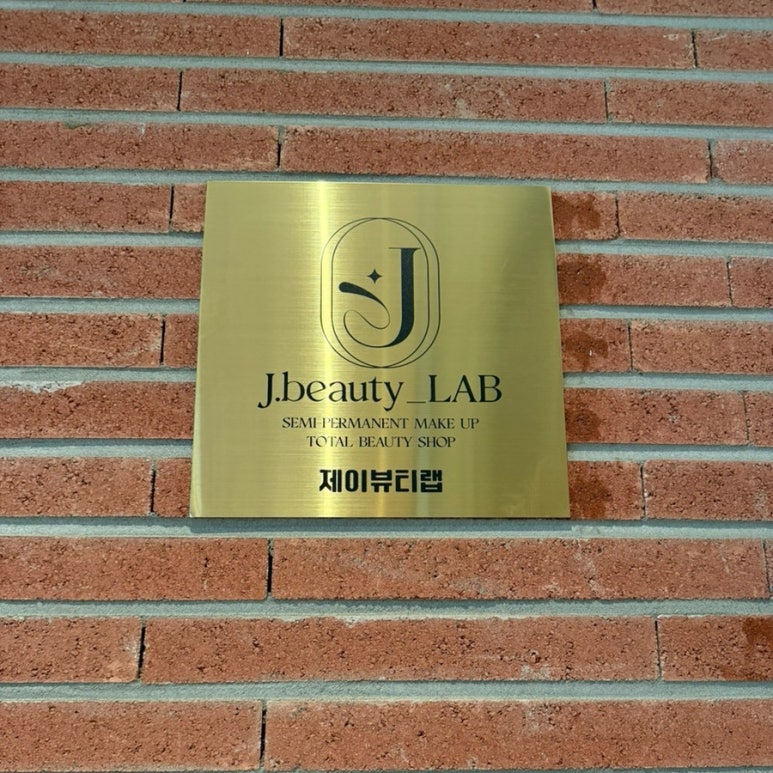 J
J.beauty_LAB
SEMI-PERMANENT MAKE UP
TOTAL BEAUTY SHOP
제이뷰티랩